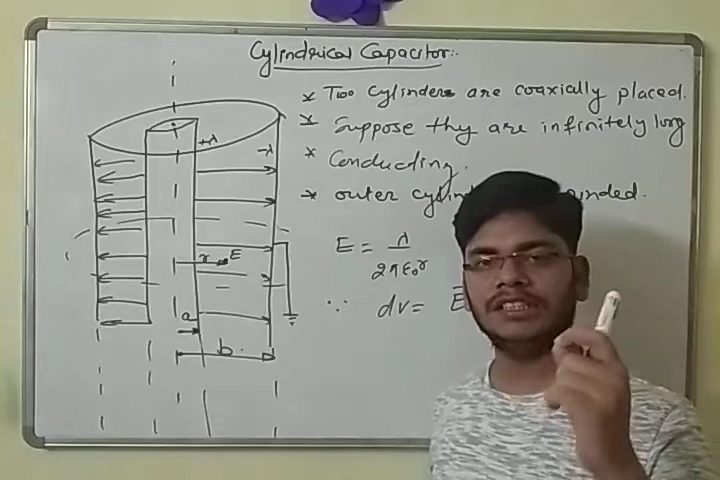 Cylindrical Capacitor:-
* Two cylinders are coaxially placed.
* Suppose they are infinitely long
* Conducting.
* outer
E = λ / 2πε₀r
∵ dv = E
+λ
-λ
r
E
a
b